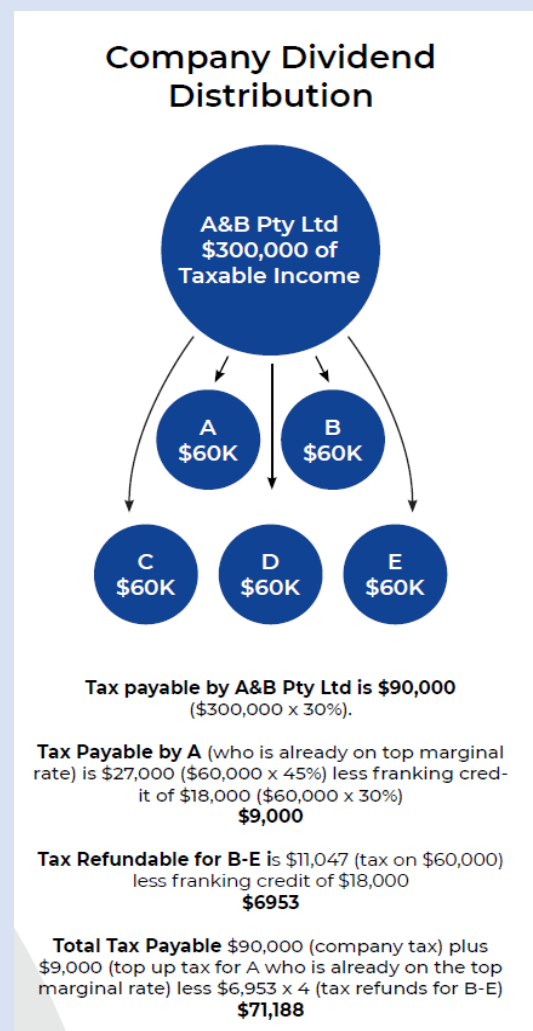 Company Dividend
Distribution
A&B Pty Ltd
$300,000 of
Taxable Income
A
$60K
B
$60K
C
$60K
D
$60K
E
$60K
Tax payable by A&B Pty Ltd is $90,000
($300,000 x 30%).
Tax Payable by A (who is already on top marginal
rate) is $27,000 ($60,000 x 45%) less franking cred-
it of $18,000 ($60,000 x 30%)
$9,000
Tax Refundable for B-E is $11,047 (tax on $60,000)
less franking credit of $18,000
$6953
Total Tax Payable $90,000 (company tax) plus
$9,000 (top up tax for A who is already on the top
marginal rate) less $6,953 x 4 (tax refunds for B-E)
$71,188